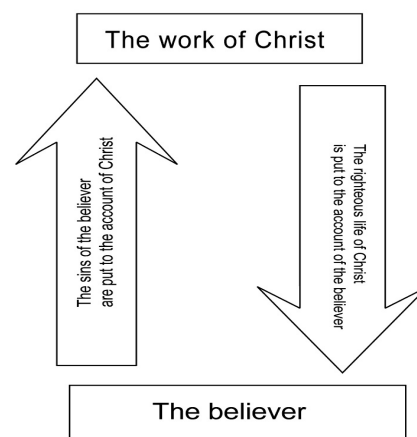 The work of Christ
The sins of the believer
are put to the account of Christ
The righteous life of Christ
is put to the account of the believer
The believer